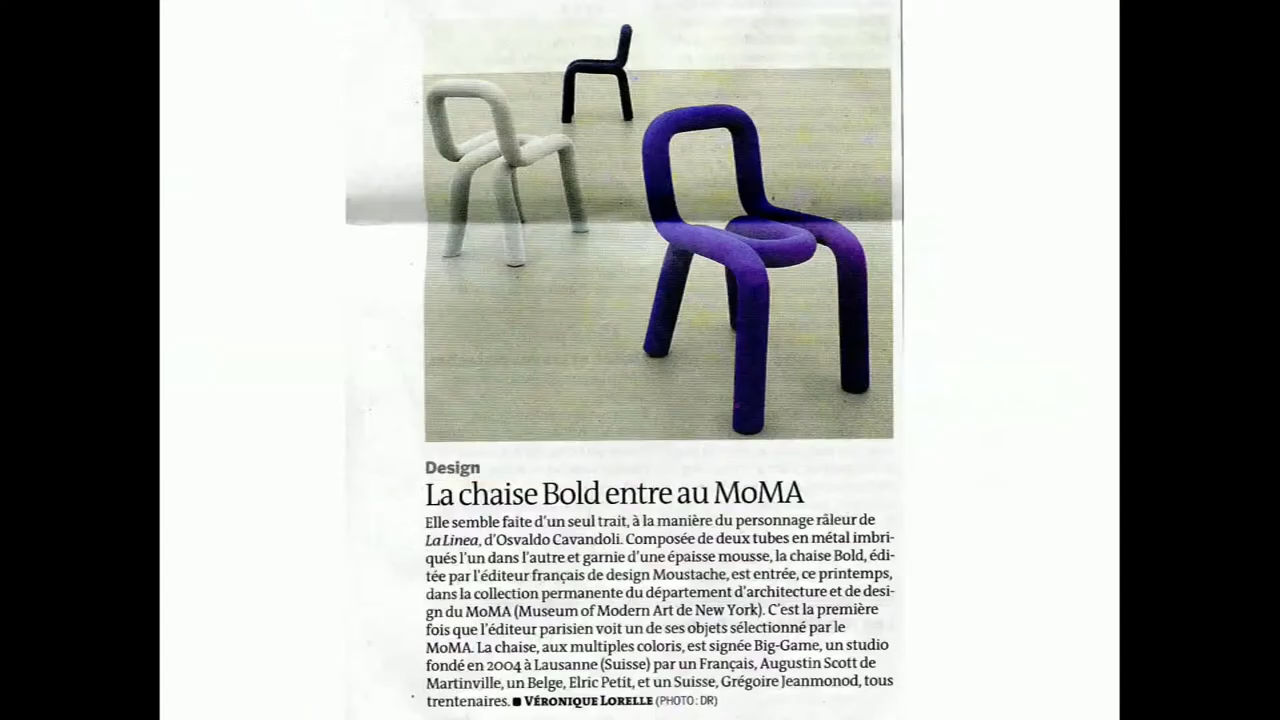 Design
La chaise Bold entre au MoMA
Elle semble faite d'un seul trait, à la manière du personnage râleur de
La Linea, d'Osvaldo Cavandoli. Composée de deux tubes en métal imbri-
qués l'un dans l'autre et garnie d'une épaisse mousse, la chaise Bold, édi-
tée par l'éditeur français de design Moustache, est entrée, ce printemps,
dans la collection permanente du département d'architecture et de desi-
gn du MoMA (Museum of Modern Art de New York). C'est la première
fois que l'éditeur parisien voit un de ses objets sélectionné par le
MoMA. La chaise, aux multiples coloris, est signée Big-Game, un studio
fondé en 2004 à Lausanne (Suisse) par un Français, Augustin Scott de
Martinville, un Belge, Elric Petit, et un Suisse, Grégoire Jeanmonod, tous
trentenaires. ■ VÉRONIQUE LORELLE (PHOTO: DR)